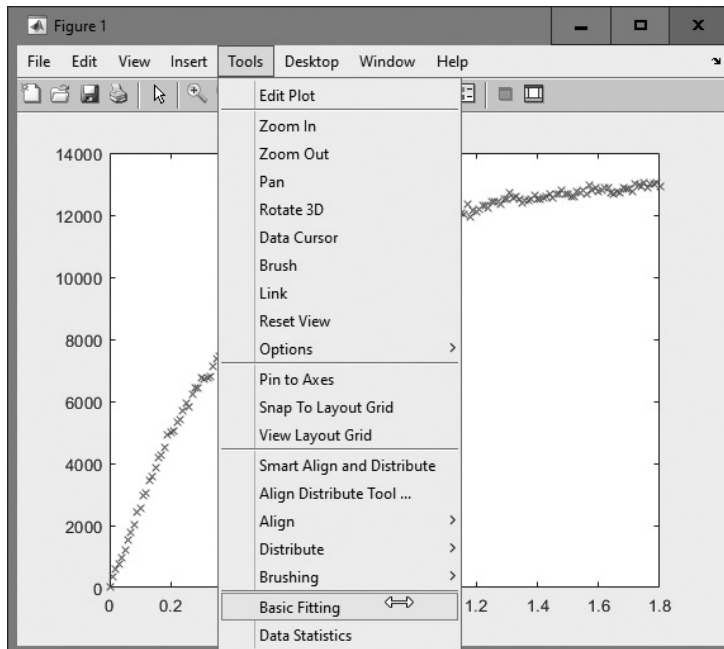 Figure 1
File Edit View Insert Tools Desktop Window Help
Edit Plot
Zoom In
Zoom Out
Pan
Rotate 3D
Data Cursor
Brush
Link
Reset View
Options
Pin to Axes
Snap To Layout Grid
View Layout Grid
Smart Align and Distribute
Align Distribute Tool ...
Align
Distribute
Brushing
Basic Fitting
Data Statistics
14000
12000
10000
8000
6000
4000
2000
0
0 0.2 1.2 1.4 1.6 1.8